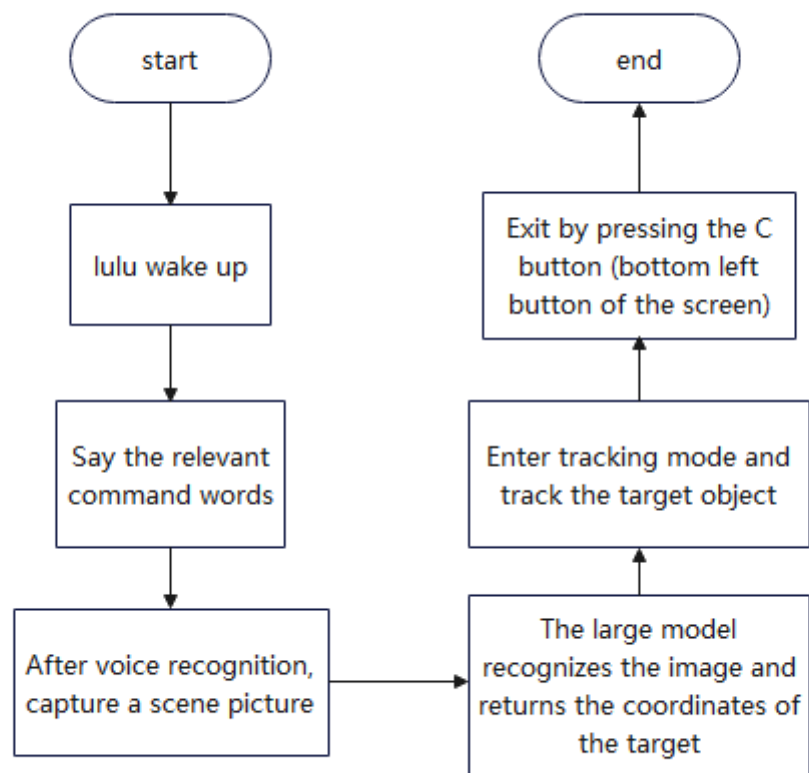 start
lulu wake up
Say the relevant
command words
After voice recognition,
capture a scene picture
The large model
recognizes the image and
returns the coordinates of
the target
Enter tracking mode and
track the target object
Exit by pressing the C
button (bottom left
button of the screen)
end